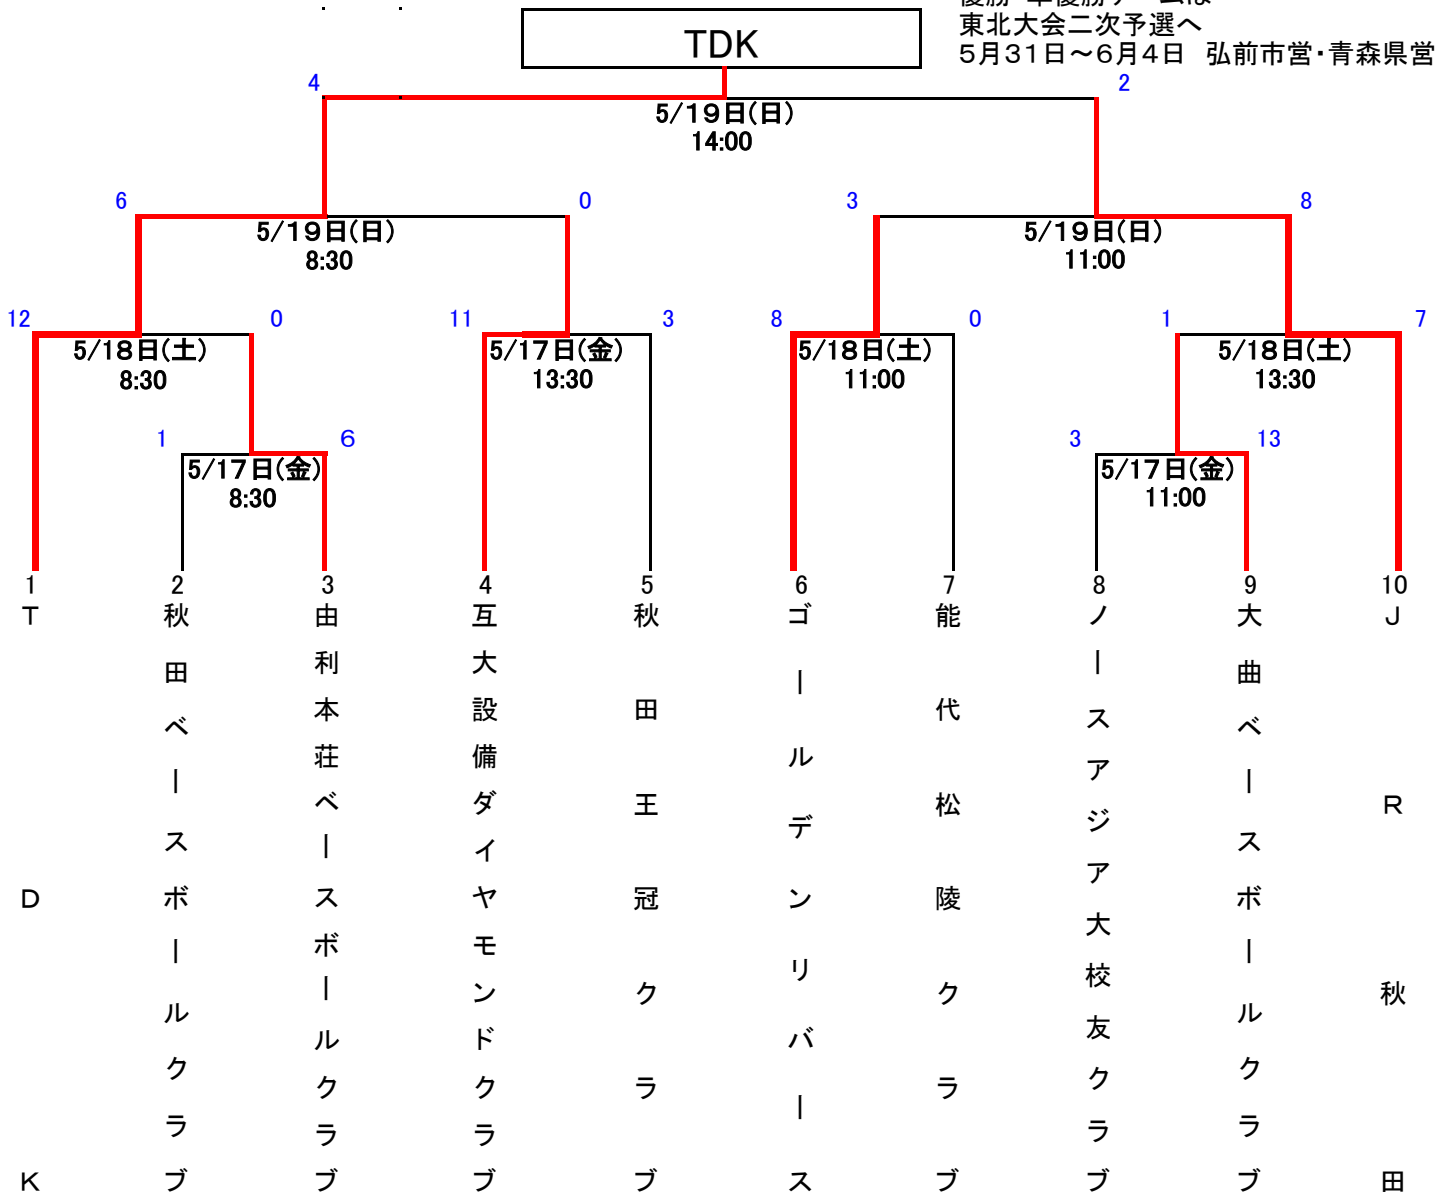 TDK
東北大会二次予選へ
5月31日～6月4日 弘前市営・青森県営
4
2
5/19日(日)
14:00
6
0
3
8
5/19日(日)
8:30
5/19日(日)
11:00
12
0
11
3
8
0
1
7
5/18日(土)
8:30
5/17日(金)
13:30
5/18日(土)
11:00
5/18日(土)
13:30
1
6
3
13
5/17日(金)
8:30
5/17日(金)
11:00
1
2
3
4
5
6
7
8
9
10
TDK
秋田ベースボールクラブ
由利本荘ベースボールクラブ
互大設備ダイヤモンドクラブ
秋田王冠クラブ
ゴールデンリバース
能代松陵クラブ
ノースアジア大校友クラブ
大曲ベースボールクラブ
JR秋田